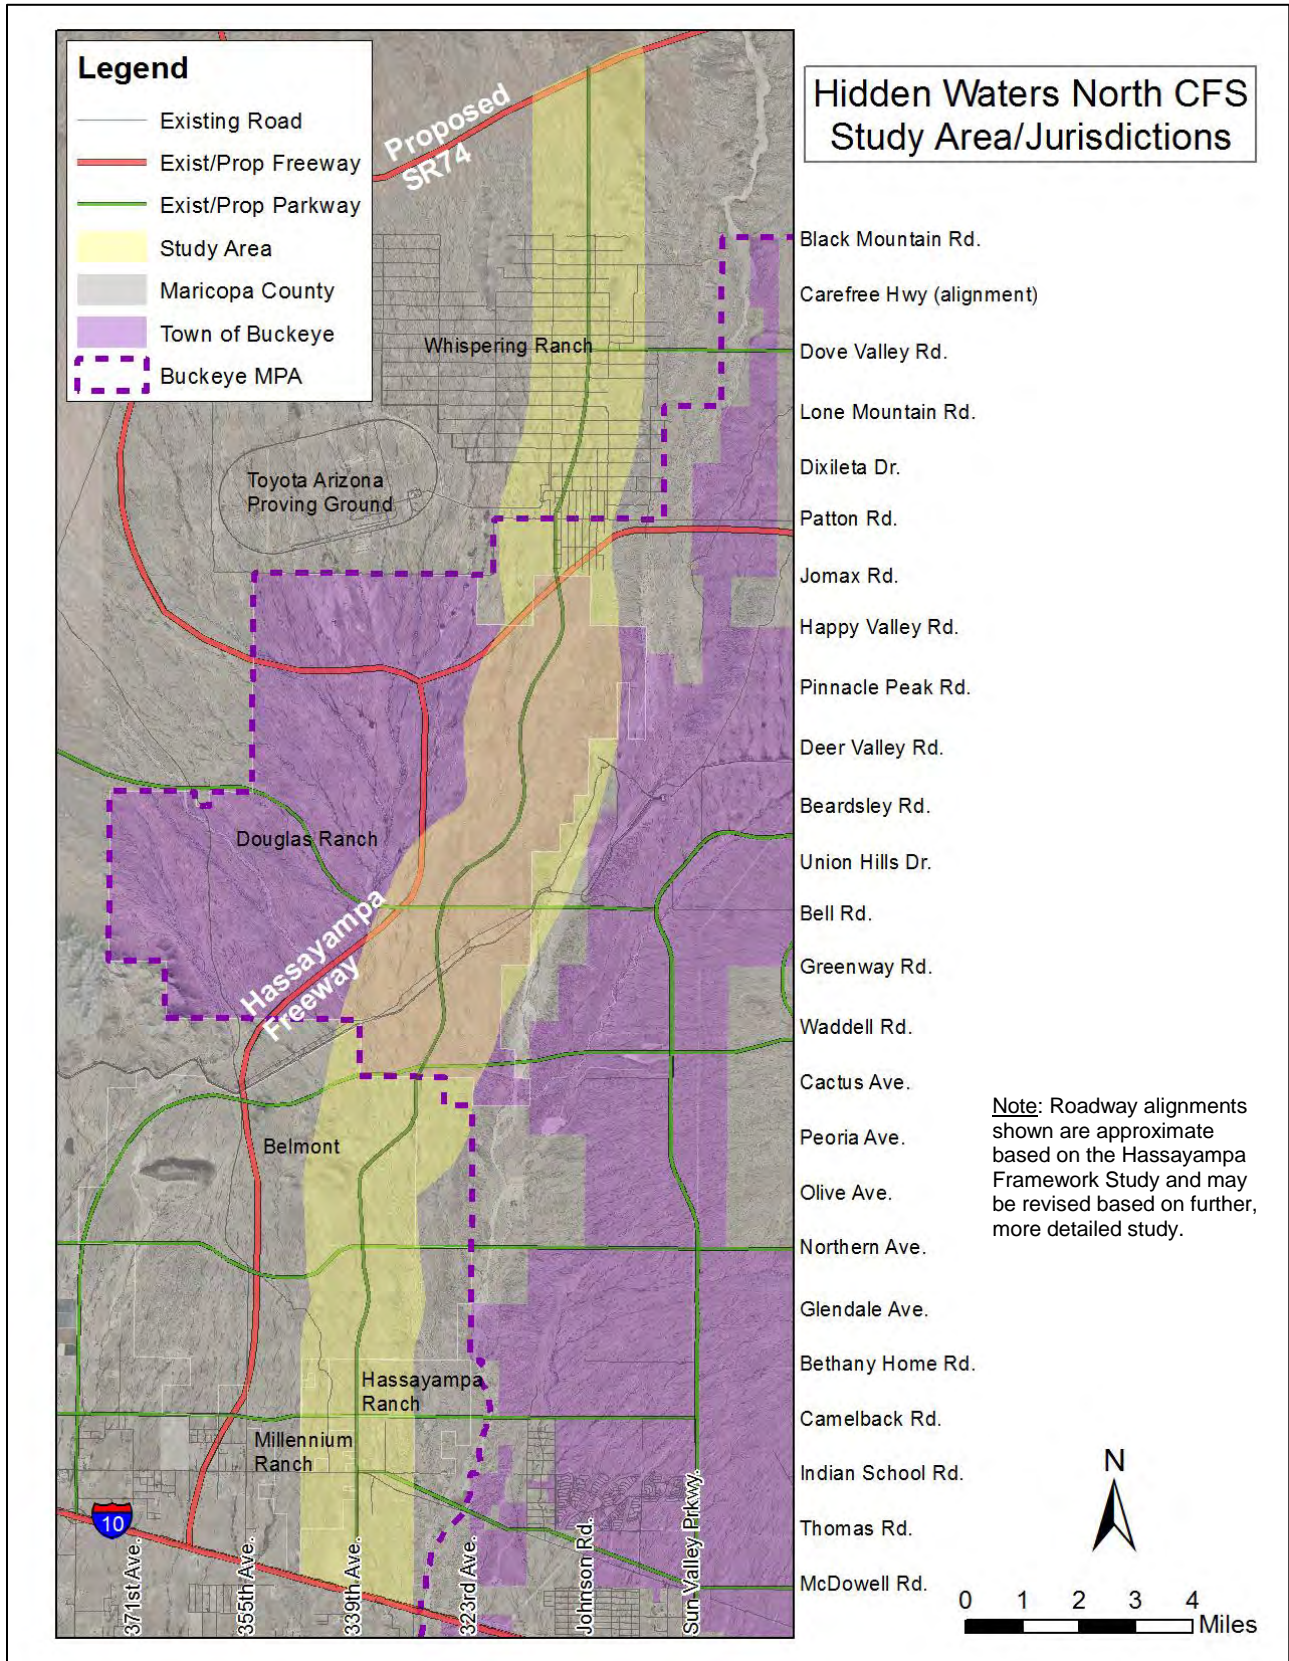 Legend
Existing Road
Exist/Prop Freeway
Exist/Prop Parkway
Study Area
Maricopa County
Town of Buckeye
Buckeye MPA
Hidden Waters North CFS
Study Area/Jurisdictions
Proposed
SR74
Black Mountain Rd.
Carefree Hwy (alignment)
Whispering Ranch
Dove Valley Rd.
Lone Mountain Rd.
Dixileta Dr.
Toyota Arizona
Proving Ground
Patton Rd.
Jomax Rd.
Happy Valley Rd.
Pinnacle Peak Rd.
Deer Valley Rd.
Beardsley Rd.
Douglas Ranch
Union Hills Dr.
Bell Rd.
Hassayampa
Freeway
Greenway Rd.
Waddell Rd.
Cactus Ave.
Note: Roadway alignments
shown are approximate
based on the Hassayampa
Framework Study and may
be revised based on further,
more detailed study.
Belmont
Peoria Ave.
Olive Ave.
Northern Ave.
Glendale Ave.
Bethany Home Rd.
Hassayampa
Ranch
Camelback Rd.
Millennium
Ranch
Indian School Rd.
Thomas Rd.
McDowell Rd.
10
371st Ave.
355th Ave.
339th Ave.
323rd Ave.
Johnson Rd.
Sun Valley Prkwy.
N
0 1 2 3 4
Miles